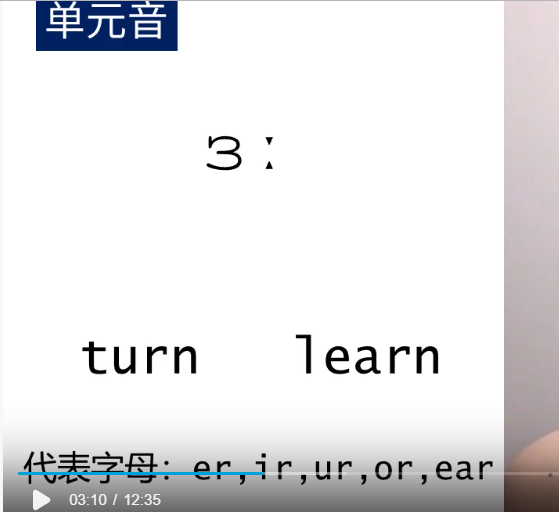 单元音
ɜː
turn learn
代表字母: er,ir,ur,or,ear
03:10 / 12:35